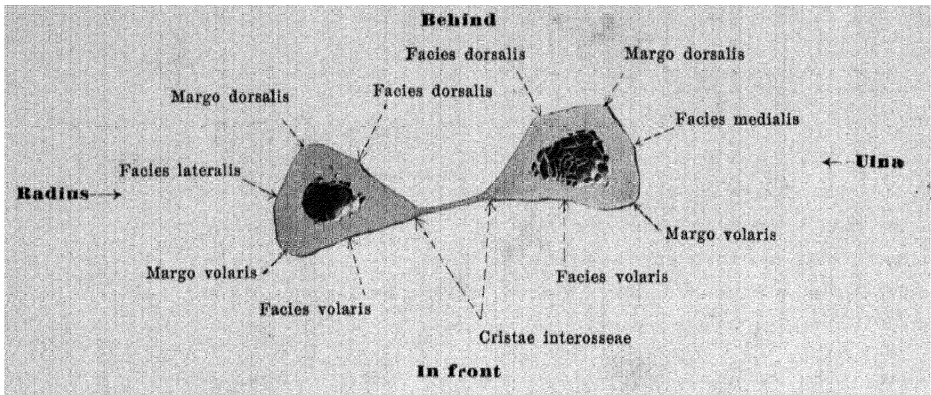 Behind
Facies dorsalis
Margo dorsalis
Margo dorsalis
Facies dorsalis
Facies medialis
Facies lateralis
Ulna
Radius
Margo volaris
Margo volaris
Facies volaris
Facies volaris
Cristae interosseae
In front